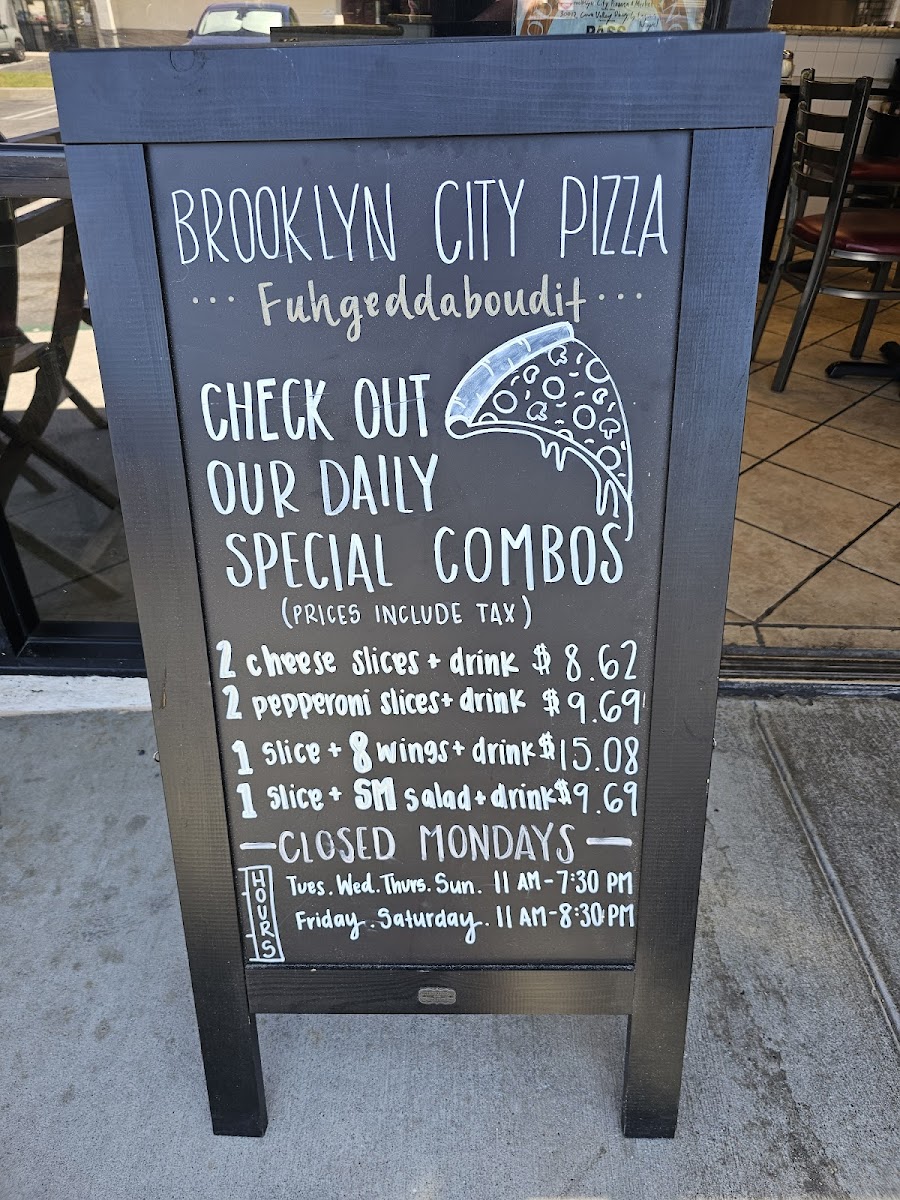 PASS
BROOKLYN CITY PIZZA
... Fuhgeddaboudit ...
CHECK OUT
OUR DAILY
SPECIAL COMBOS
(PRICES INCLUDE TAX)
2 cheese slices + drink $ 8.62
2 pepperoni slices + drink $ 9.69
1 slice + 8 wings + drink $15.08
1 slice + SM salad + drink $9.69
— CLOSED MONDAYS —
HOURS
Tues. Wed. Thurs. Sun. 11 AM - 7:30 PM
Friday. Saturday. 11 AM - 8:30 PM